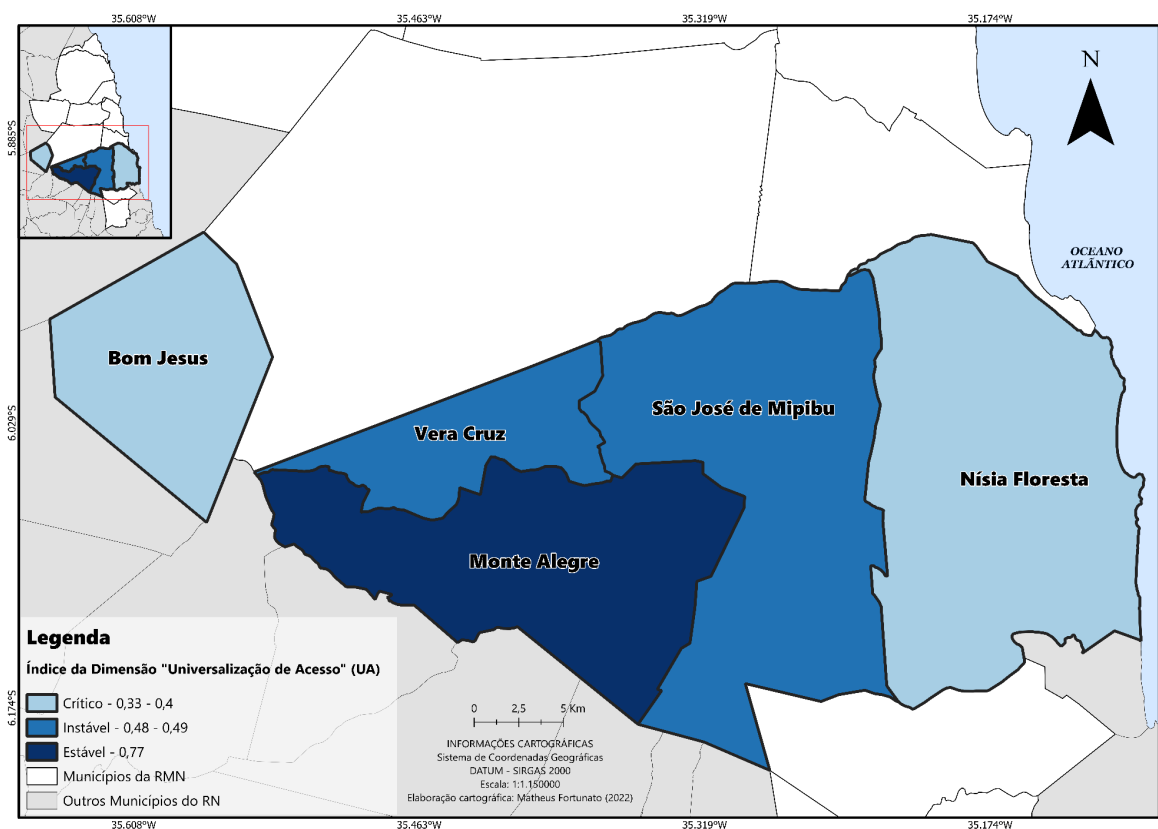 35.608°W
35.463°W
35.319°W
35.174°W
5.885°S
N
OCEANO
ATLÂNTICO
Bom Jesus
São José de Mipibu
6.029°S
Vera Cruz
Nísia Floresta
Monte Alegre
Legenda
Índice da Dimensão "Universalização de Acesso" (UA)
Crítico - 0,33 - 0,4
Instável - 0,48 - 0,49
Estável - 0,77
Municípios da RMN
Outros Municípios do RN
6.174°S
0 2,5 5 Km
INFORMAÇÕES CARTOGRÁFICAS
Sistema de Coordenadas Geográficas
DATUM - SIRGAS 2000
Escala: 1:1.150000
Elaboração cartográfica: Matheus Fortunato (2022)
35.608°W
35.463°W
35.319°W
35.174°W